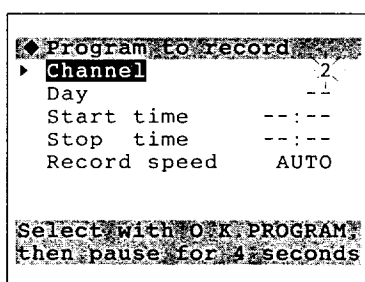 ◆ Program to record
▶ Channel 2
Day --
Start time --:--
Stop time --:--
Record speed AUTO
Select with O.K.PROGRAM,
then pause for 4 seconds